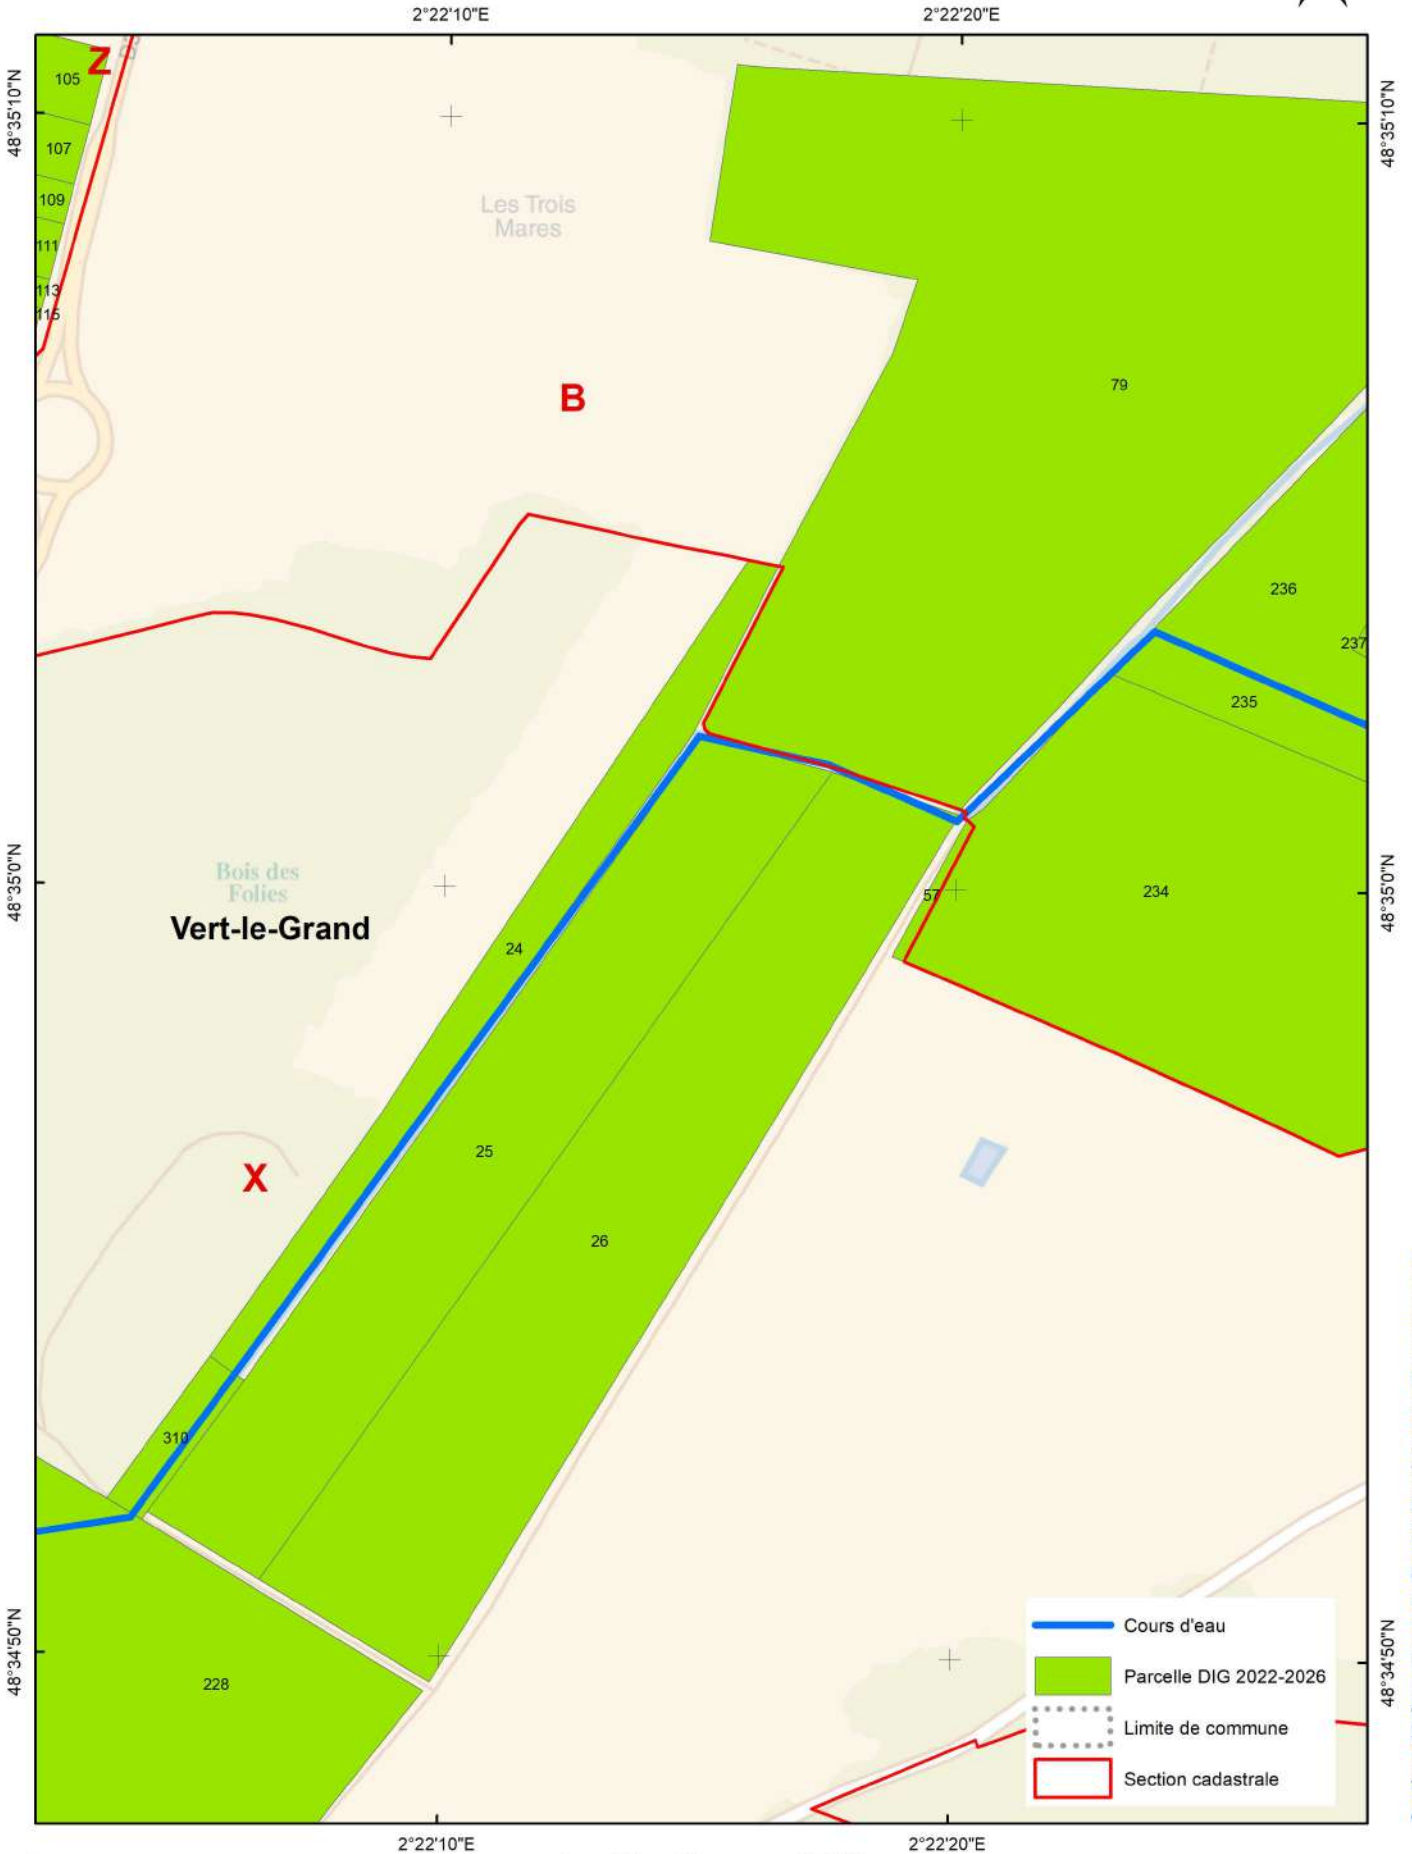 2°22'10"E
2°22'20"E
48°35'10"N
48°35'10"N
Z
105
107
109
111
113
115
Les Trois
Mares
B
79
236
237
235
Bois des
Folies
Vert-le-Grand
48°35'0"N
48°35'0"N
57
234
24
25
X
26
310
228
48°34'50"N
48°34'50"N
Cours d'eau
Parcelle DIG 2022-2026
Limite de commune
Section cadastrale
2°22'10"E
2°22'20"E